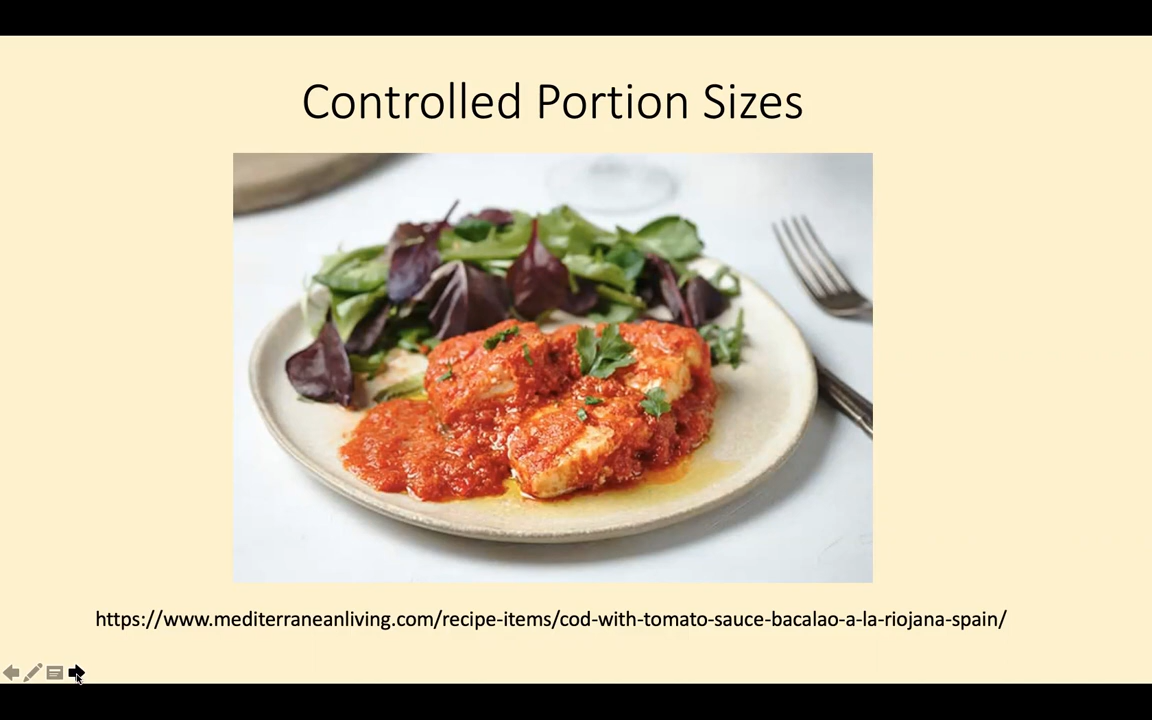 Controlled Portion Sizes
https://www.mediterraneanliving.com/recipe-items/cod-with-tomato-sauce-bacalao-a-la-riojana-spain/